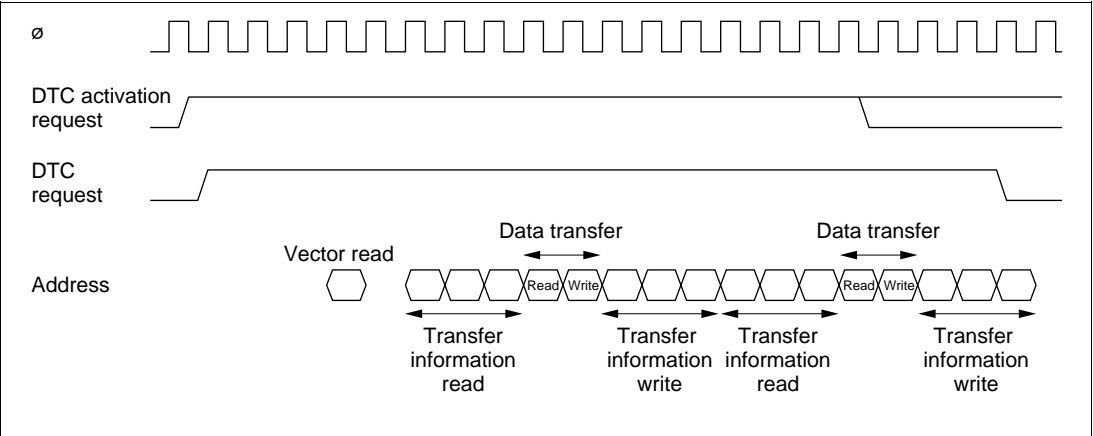 ø
DTC activation
request
DTC
request
Data transfer
Data transfer
Vector read
Address
Read
Write
Read
Write
Transfer
information
read
Transfer
information
write
Transfer
information
read
Transfer
information
write